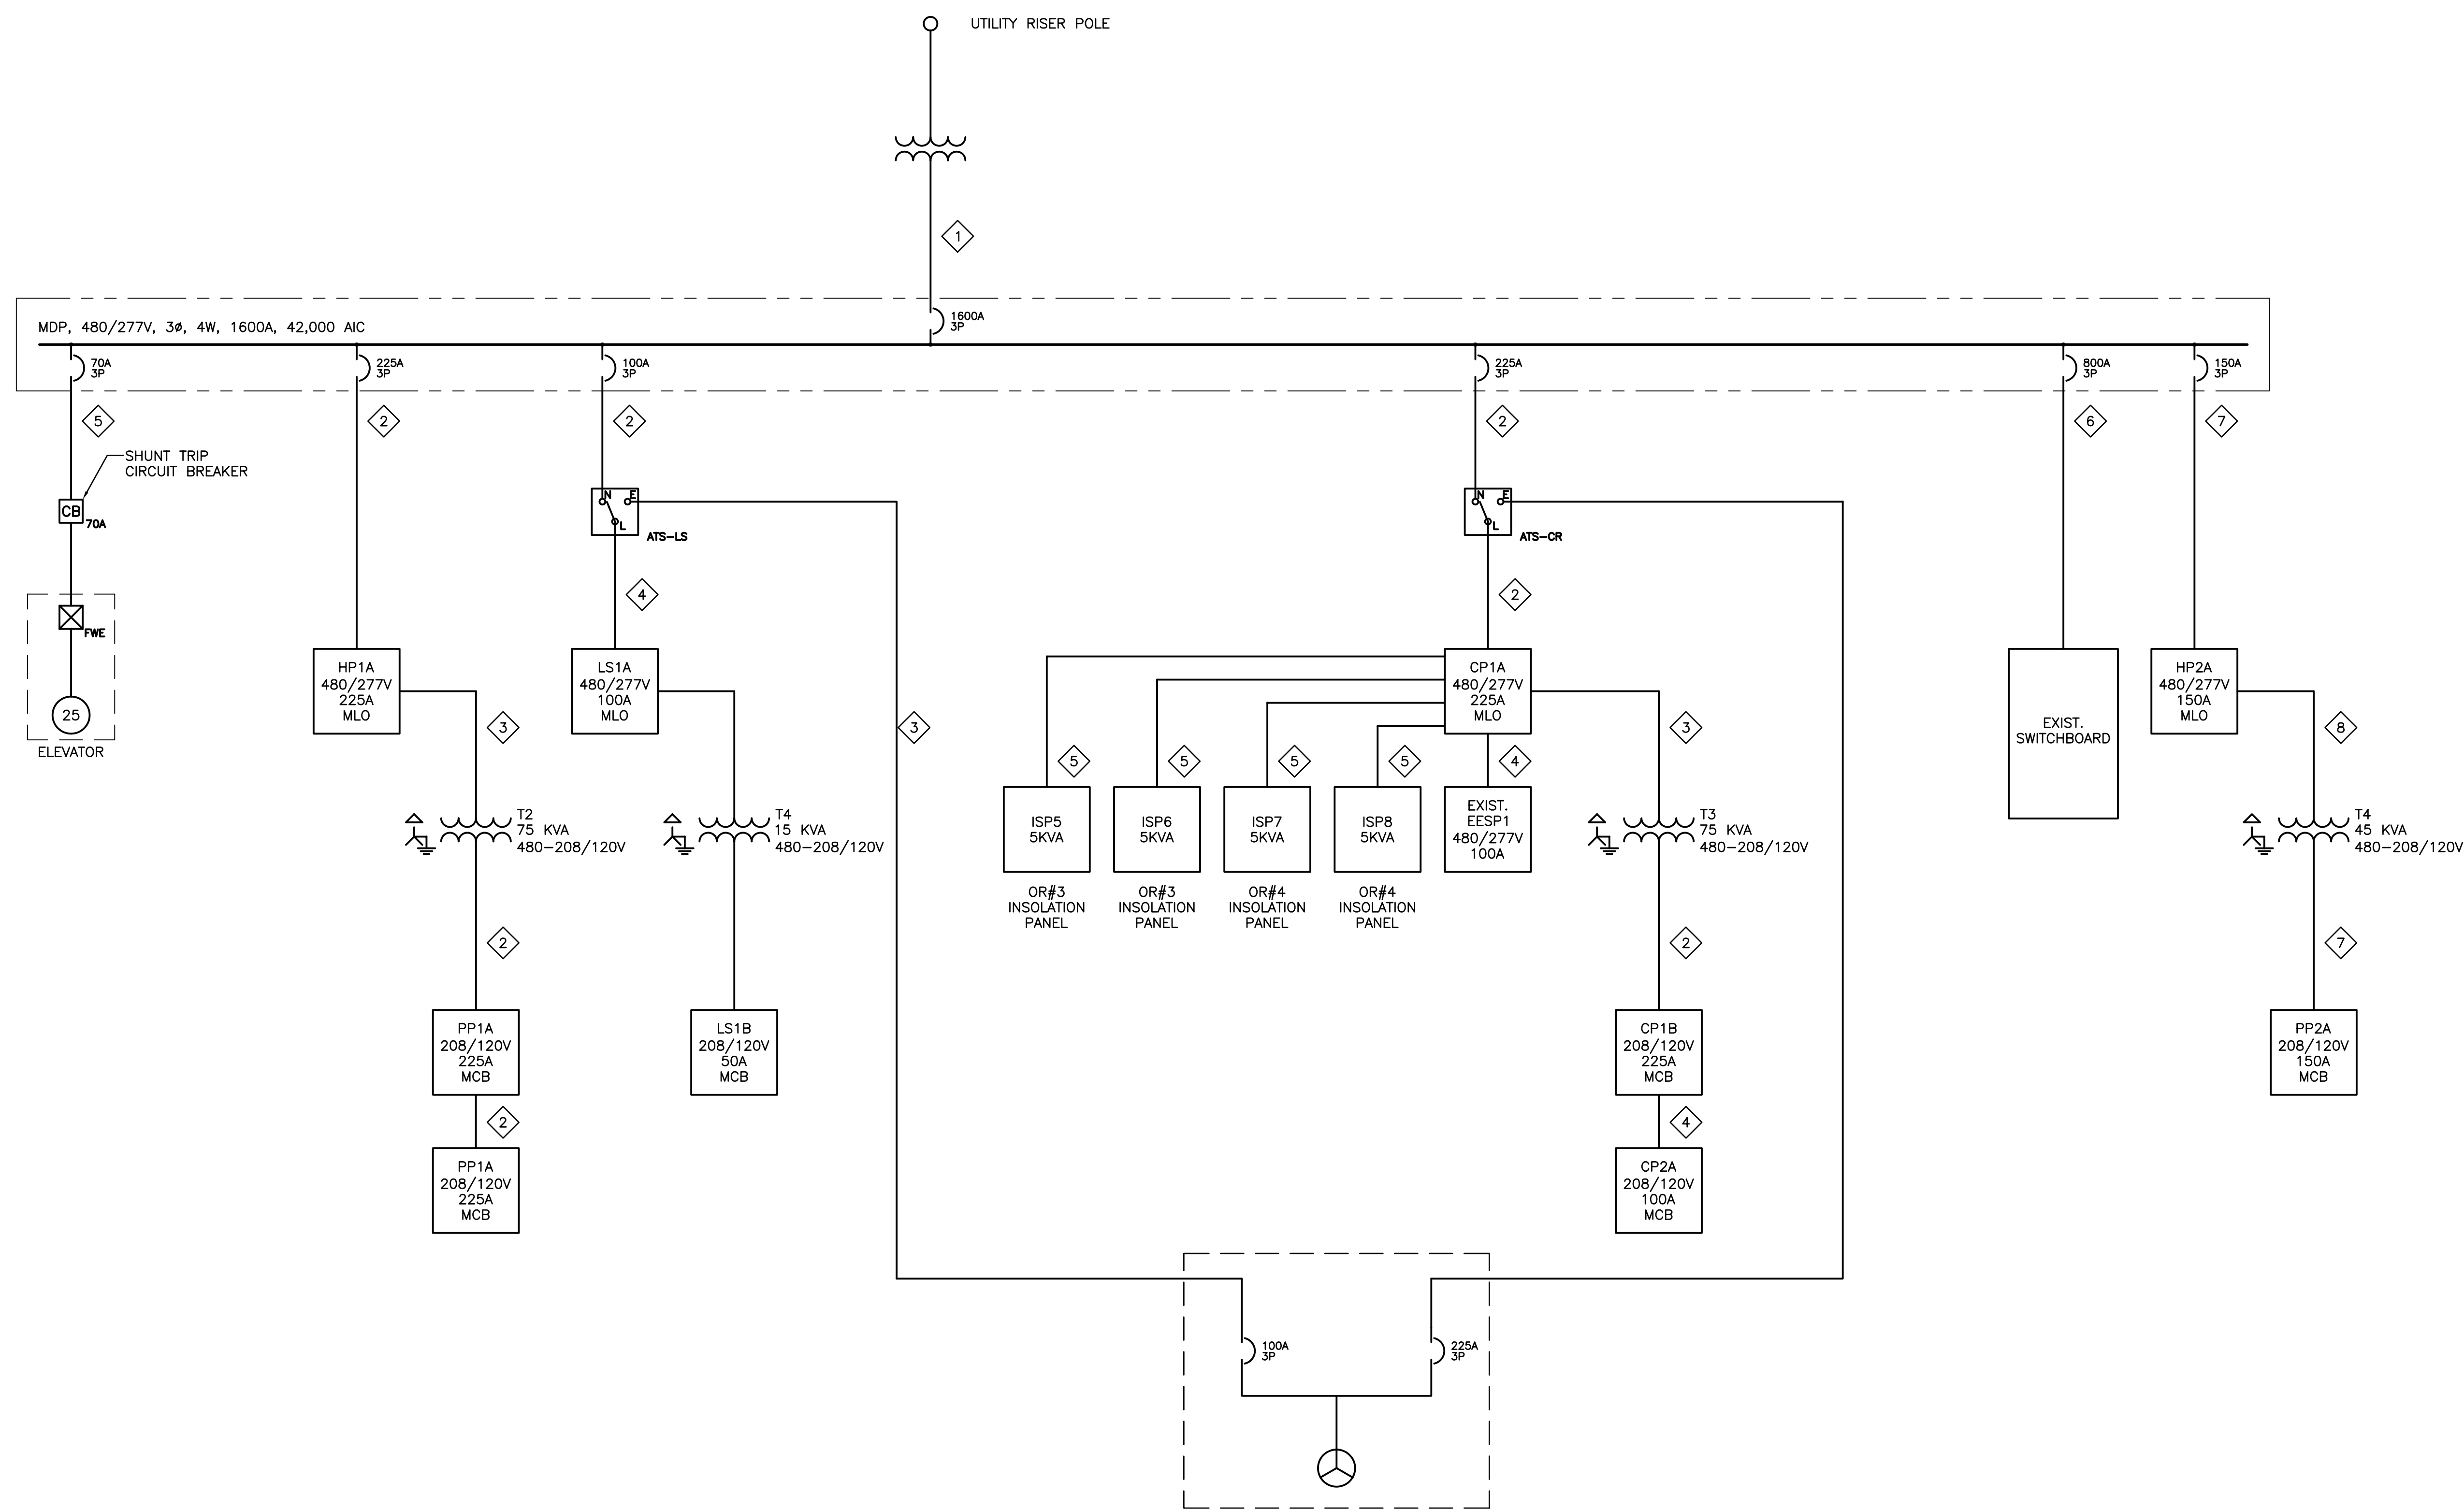 UTILITY RISER POLE
1
MDP, 480/277V, 3ø, 4W, 1600A, 42,000 AIC
1600A
3P
70A
3P
225A
3P
100A
3P
225A
3P
800A
3P
150A
3P
5
2
2
2
6
7
SHUNT TRIP
CIRCUIT BREAKER
CB
70A
N E
L
ATS-LS
N E
L
ATS-CR
4
2
FWE
25
ELEVATOR
HP1A
480/277V
225A
MLO
LS1A
480/277V
100A
MLO
CP1A
480/277V
225A
MLO
EXIST.
SWITCHBOARD
HP2A
480/277V
150A
MLO
3
3
3
8
5
5
5
5
4
T2
75 KVA
480-208/120V
T4
15 KVA
480-208/120V
ISP5
5KVA
OR#3
INSOLATION
PANEL
ISP6
5KVA
OR#3
INSOLATION
PANEL
ISP7
5KVA
OR#4
INSOLATION
PANEL
ISP8
5KVA
OR#4
INSOLATION
PANEL
EXIST.
EESP1
480/277V
100A
T3
75 KVA
480-208/120V
T4
45 KVA
480-208/120V
2
2
7
PP1A
208/120V
225A
MCB
LS1B
208/120V
50A
MCB
CP1B
208/120V
225A
MCB
PP2A
208/120V
150A
MCB
2
4
PP1A
208/120V
225A
MCB
CP2A
208/120V
100A
MCB
100A
3P
225A
3P